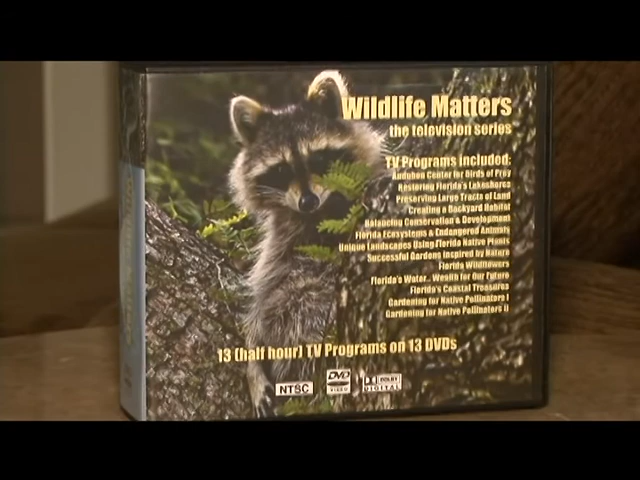 Wildlife Matters
the television series
TV Programs included:
Audubon Center for Birds of Prey
Restoring Florida's Lakeshores
Preserving Large Tracts of Land
Creating a Backyard Habitat
Balancing Conservation & Development
Florida Ecosystems & Endangered Animals
Unique Landscapes Using Florida Native Plants
Successful Gardens Inspired by Nature
Florida Wildflowers
Florida's Water.. Wealth for Our Future
Florida's Coastal Treasures
Gardening for Native Pollinators I
Gardening for Native Pollinators II
13 (half hour) TV Programs on 13 DVDs
NTSC
DVD
VIDEO
DOLBY
DIGITAL